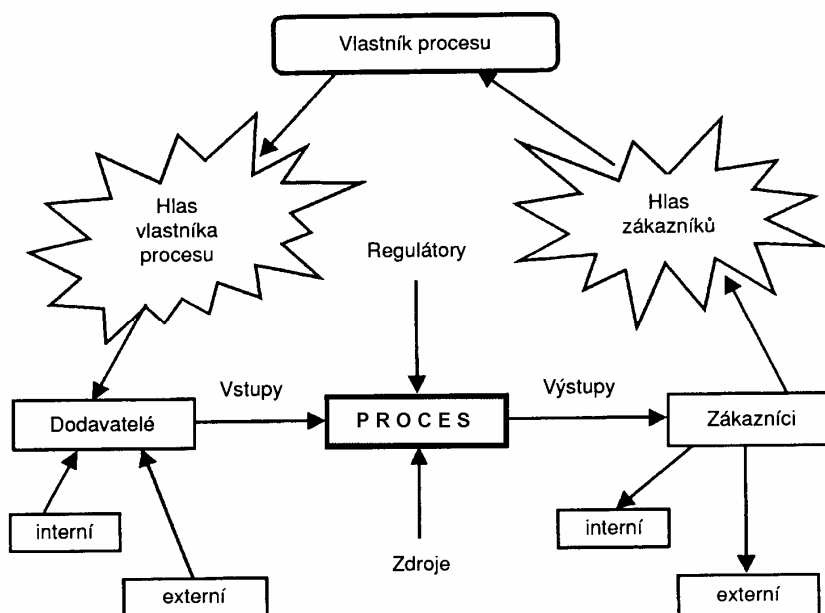 Vlastník procesu
Hlas
vlastníka
procesu
Hlas
zákazníků
Regulátory
Vstupy
Výstupy
Dodavatelé
PROCES
Zákazníci
interní
externí
Zdroje
interní
externí